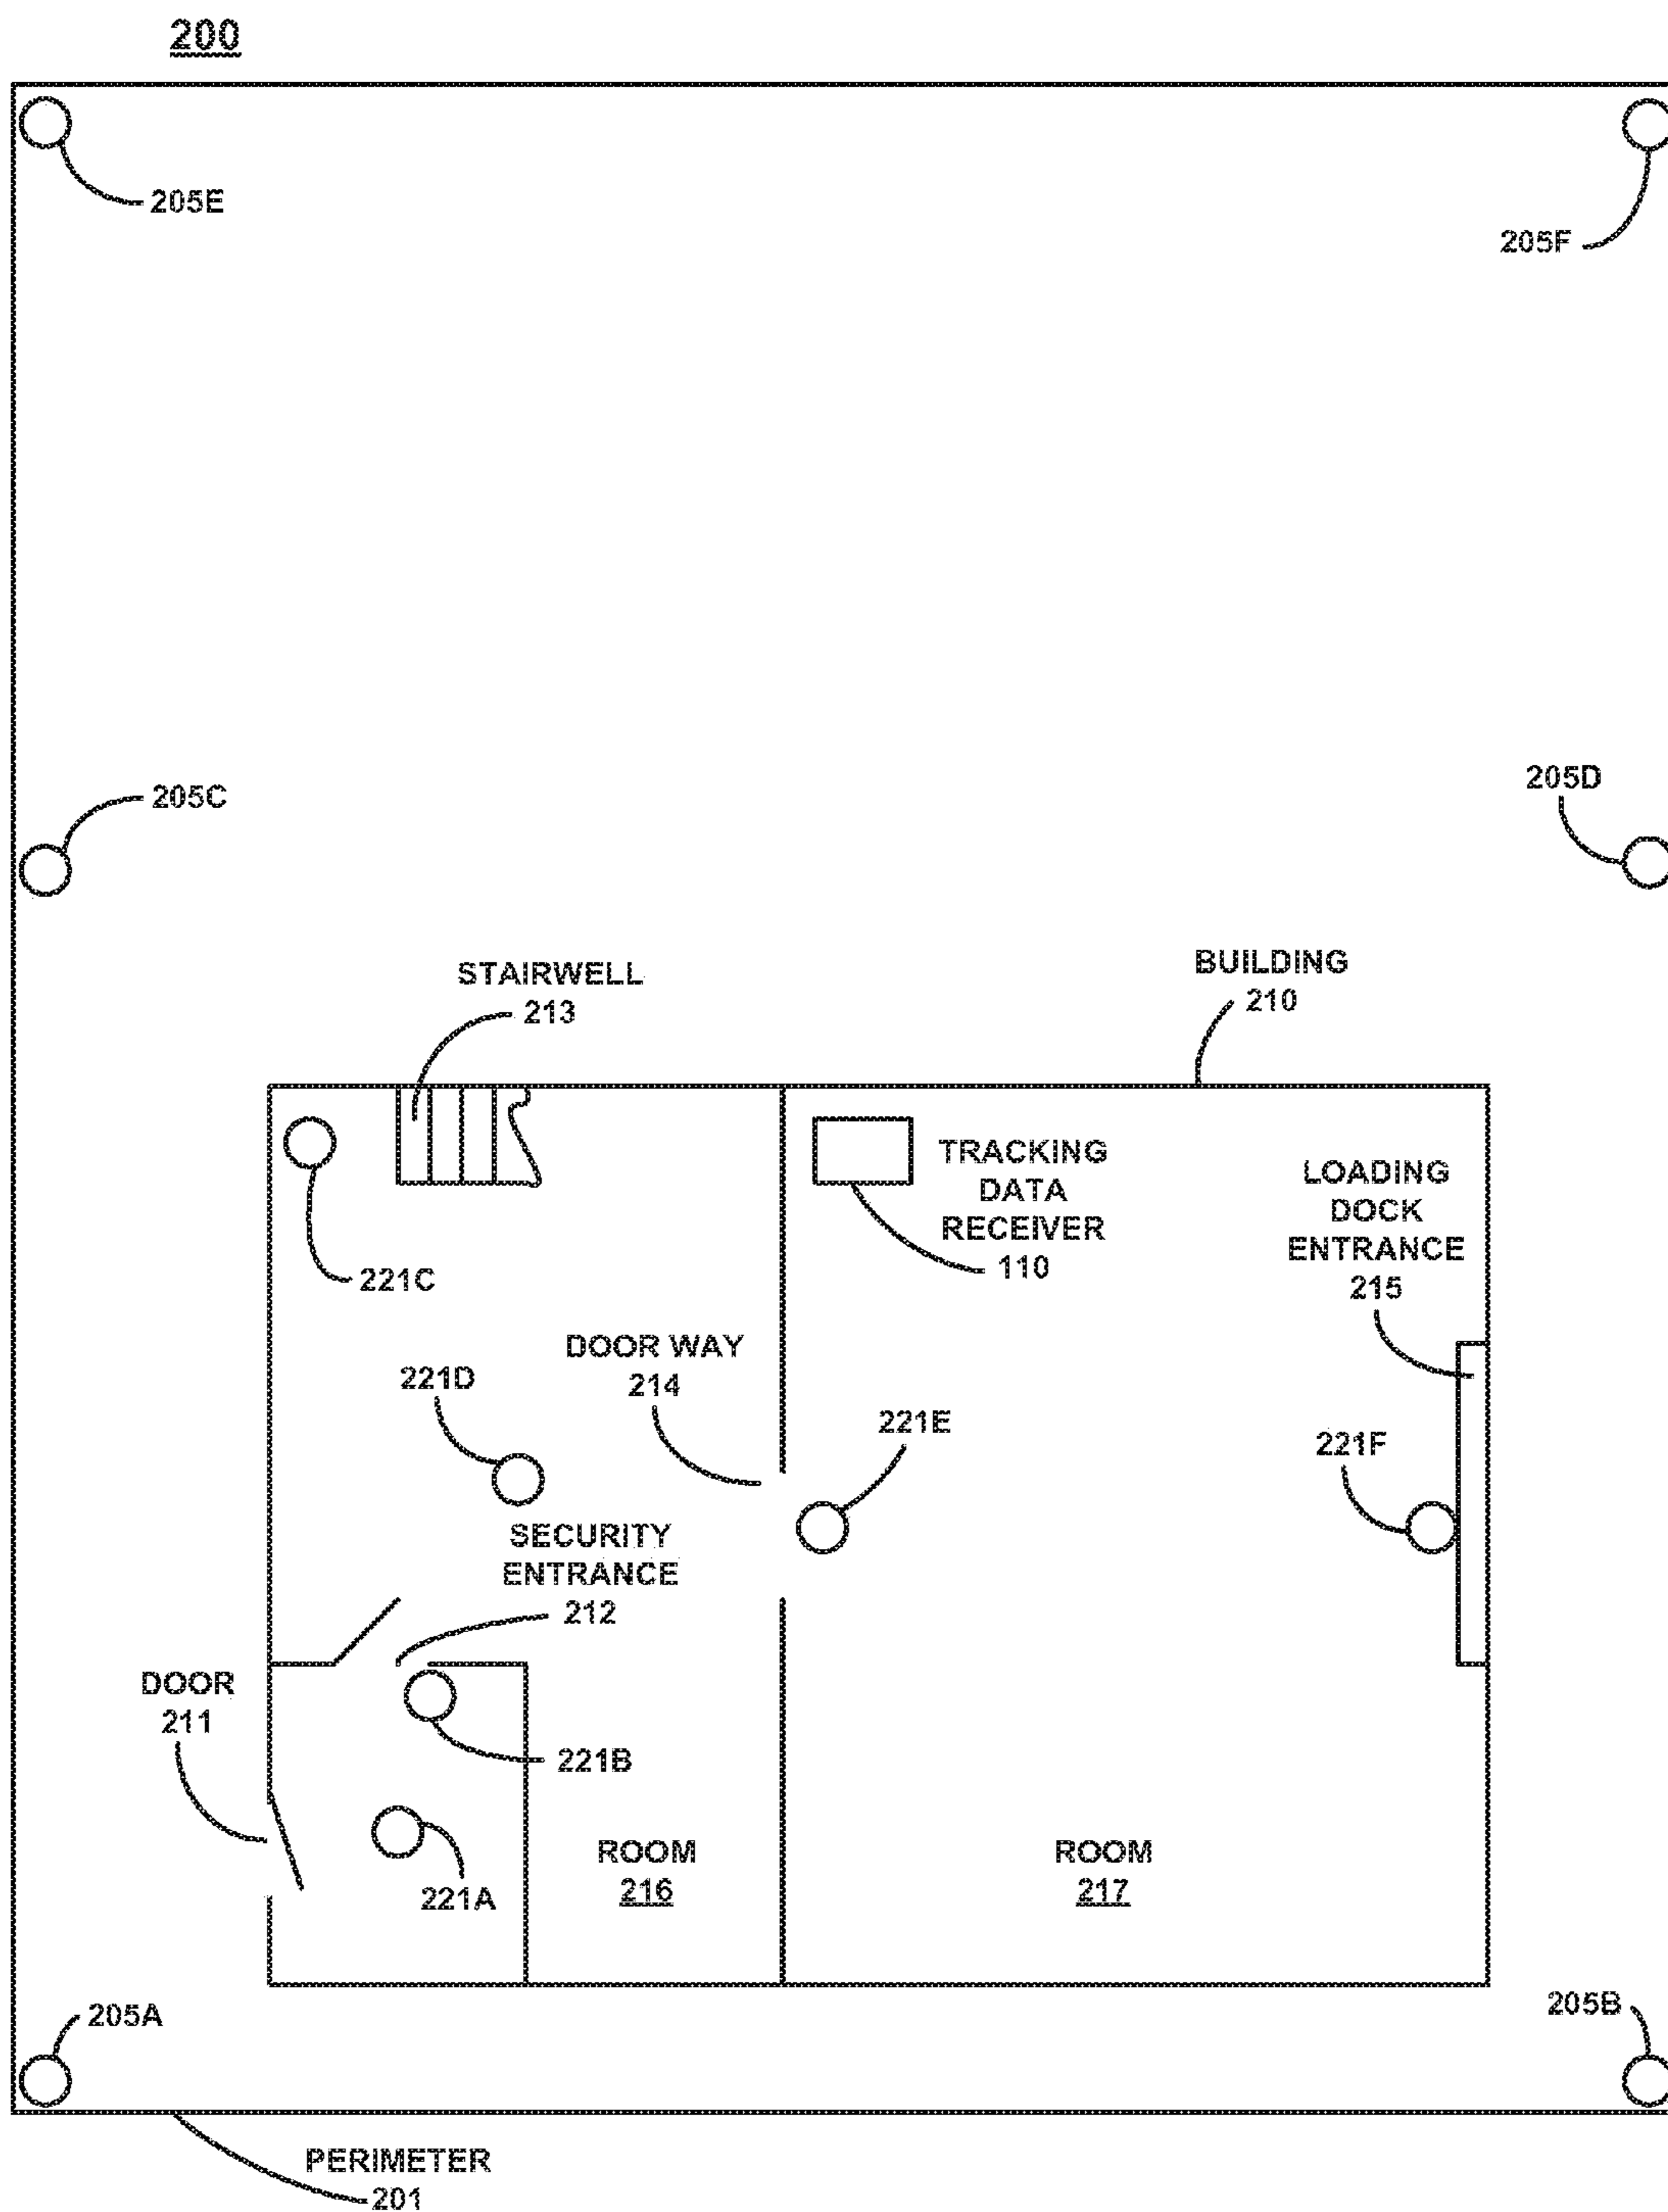 200
205E
205F
205C
205D
STAIRWELL
213
BUILDING
210
TRACKING
DATA
RECEIVER
110
LOADING
DOCK
ENTRANCE
215
221C
DOOR WAY
214
221D
221E
221F
SECURITY
ENTRANCE
212
DOOR
211
221B
221A
ROOM
216
ROOM
217
205A
205B
PERIMETER
201